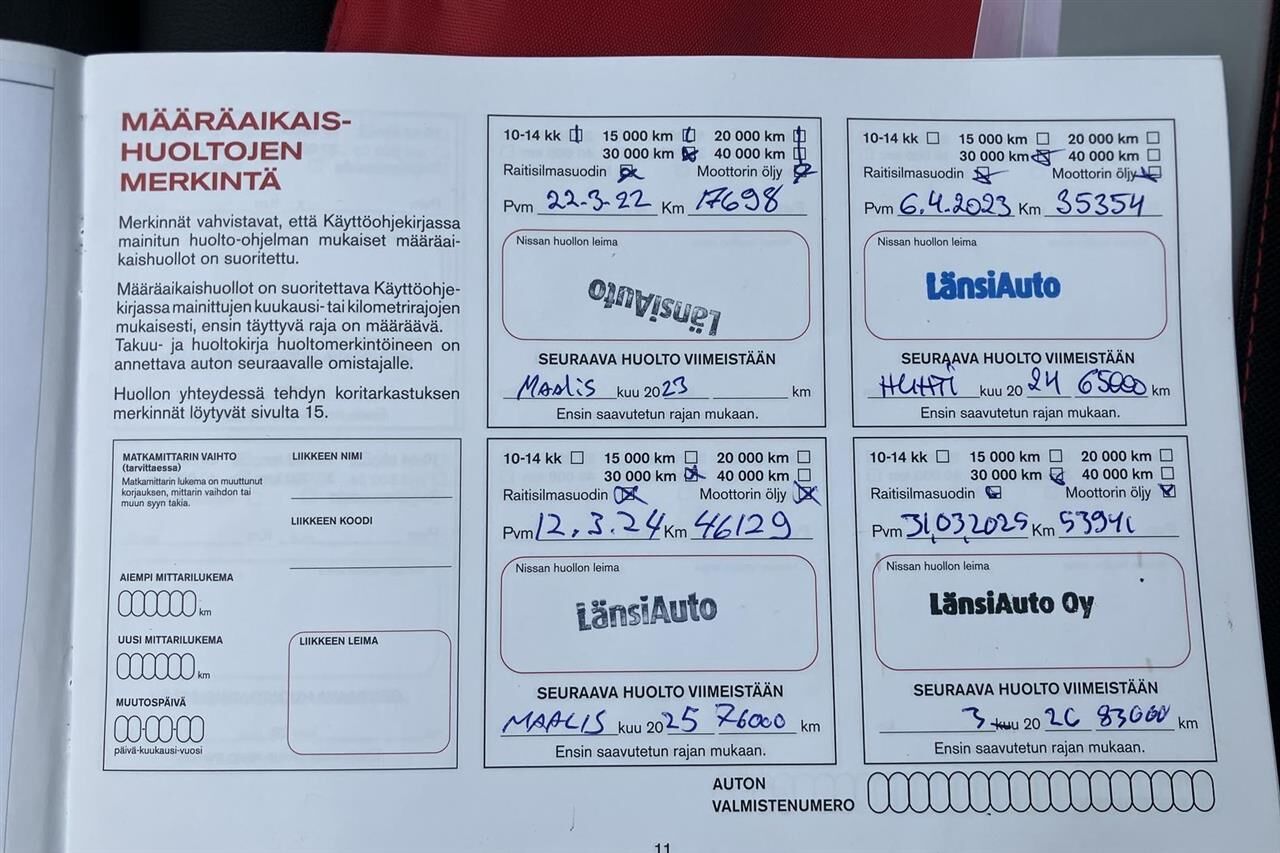 MÄÄRÄAIKAIS-
HUOLTOJEN
MERKINTÄ
Merkinnät vahvistavat, että Käyttöohjekirjassa
mainitun huolto-ohjelman mukaiset määräai-
kaishuollot on suoritettu.
Määräaikaishuollot on suoritettava Käyttöohje-
kirjassa mainittujen kuukausi- tai kilometrirajojen
mukaisesti, ensin täyttyvä raja on määräävä.
Takuu- ja huoltokirja huoltomerkintöineen on
annettava auton seuraavalle omistajalle.
Huollon yhteydessä tehdyn koritarkastuksen
merkinnät löytyvät sivulta 15.
MATKAMITTARIN VAIHTO
(tarvittaessa)
Matkamittarin lukema on muuttunut
korjauksen, mittarin vaihdon tai
muun syyn takia.
LIIKKEEN NIMI
LIIKKEEN KOODI
AIEMPI MITTARILUKEMA
km
UUSI MITTARILUKEMA
km
MUUTOSPÄIVÄ
päivä-kuukausi-vuosi
LIIKKEEN LEIMA
10-14 kk 15 000 km 20 000 km
30 000 km 40 000 km
Raitisilmasuodin Moottorin öljy
Pvm 22-3-22 Km 17698
Nissan huollon leima
LänsiAuto
SEURAAVA HUOLTO VIIMEISTÄÄN
MAALIS kuu 2023 km
Ensin saavutetun rajan mukaan.
10-14 kk 15 000 km 20 000 km
30 000 km 40 000 km
Raitisilmasuodin Moottorin öljy
Pvm 6.4.2023 Km 35354
Nissan huollon leima
LänsiAuto
SEURAAVA HUOLTO VIIMEISTÄÄN
HUHTI kuu 20 24 65000 km
Ensin saavutetun rajan mukaan.
10-14 kk 15 000 km 20 000 km
30 000 km 40 000 km
Raitisilmasuodin Moottorin öljy
Pvm 12.3.24 Km 46129
Nissan huollon leima
LänsiAuto
SEURAAVA HUOLTO VIIMEISTÄÄN
MAALIS kuu 2025 76000 km
Ensin saavutetun rajan mukaan.
10-14 kk 15 000 km 20 000 km
30 000 km 40 000 km
Raitisilmasuodin Moottorin öljy
Pvm 31,03,2025 Km 53941
Nissan huollon leima
LänsiAuto Oy
SEURAAVA HUOLTO VIIMEISTÄÄN
3 kuu 20 26 83000 km
Ensin saavutetun rajan mukaan.
AUTON
VALMISTENUMERO
11